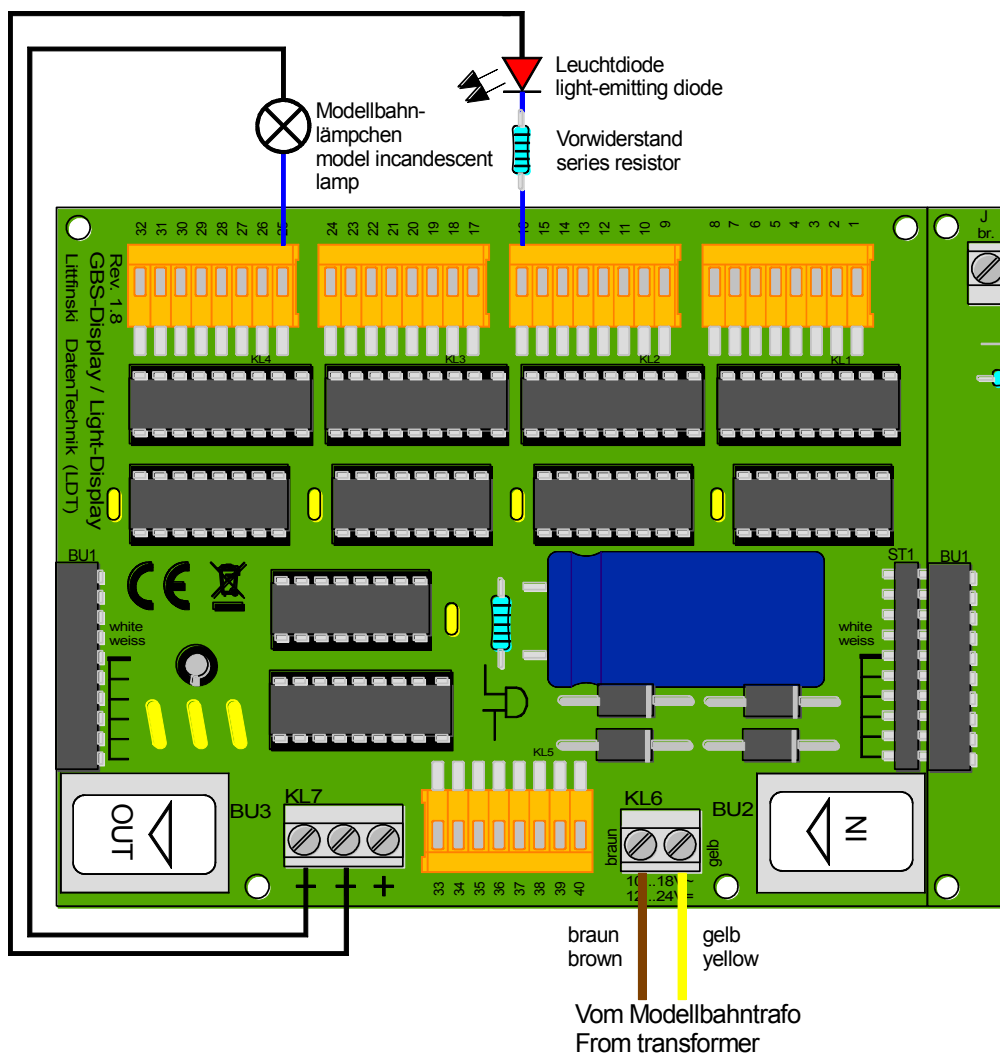 Leuchtdiode
light-emitting diode
Modellbahn-
lämpchen
model incandescent
lamp
Vorwiderstand
series resistor
32 31 30 29 28 27 26
24 23 22 21 20 19 18 17
15 14 13 12 11 10 9
8 7 6 5 4 3 2 1
J
br.
Rev. 1.8
GBS-Display / Light-Display
Littfinski DatenTechnik (LDT)
KL4
KL3
KL2
KL1
BU1
CE
white
weiss
ST1
BU1
white
weiss
KL5
OUT
BU3
KL7
+ + +
33 34 35 36 37 38 39 40
KL6
braun
gelb
BU2
IN
braun
brown
gelb
yellow
Vom Modellbahntrafo
From transformer